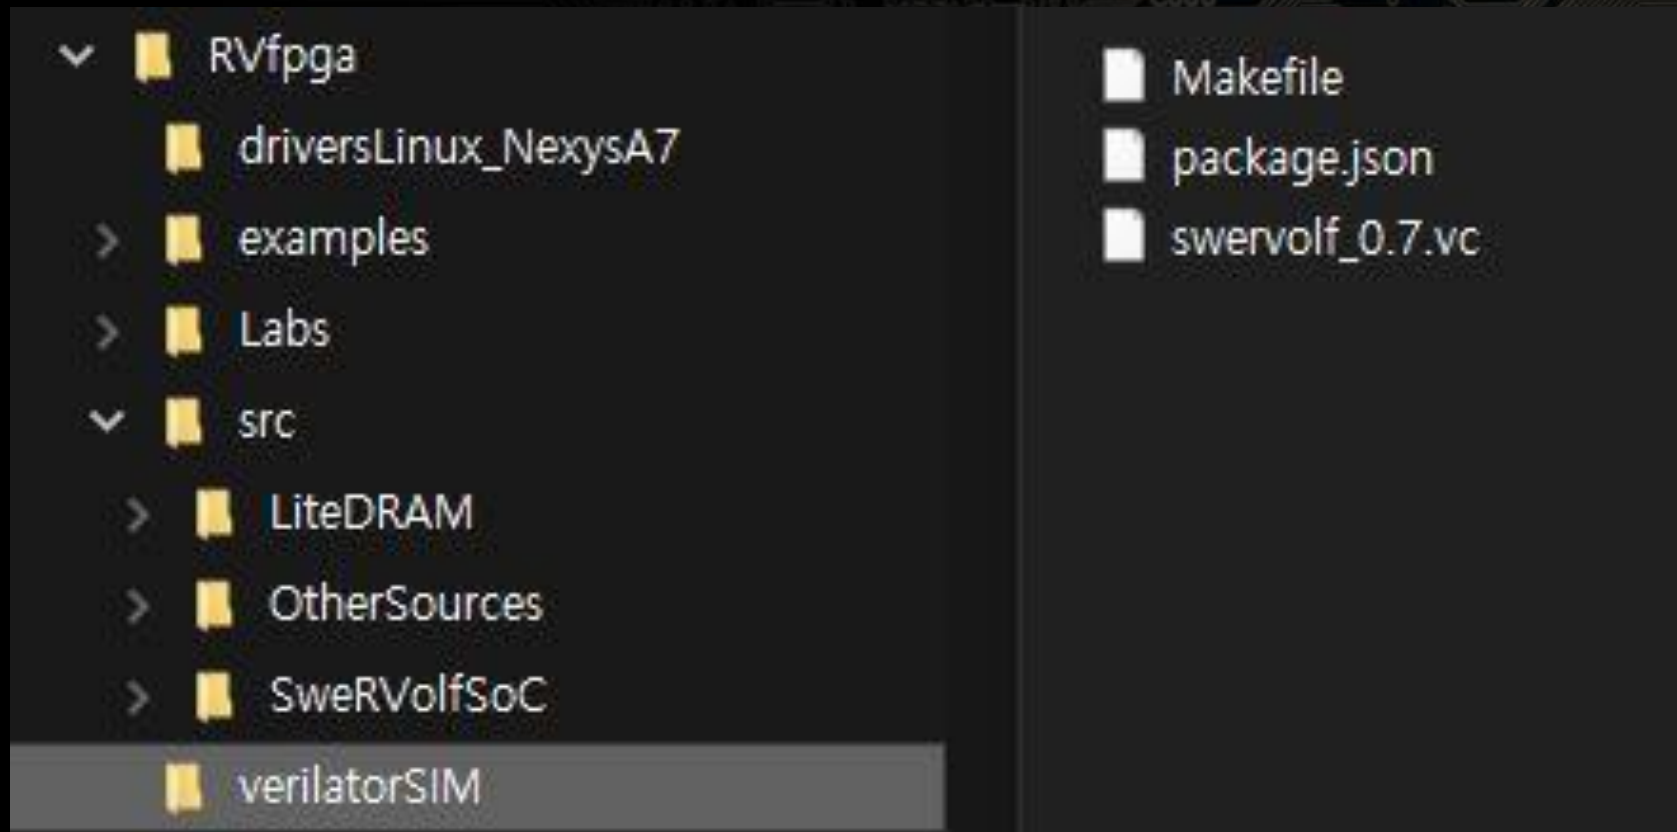 RVfpga
driversLinux_NexysA7
examples
Labs
src
LiteDRAM
OtherSources
SweRVolfSoC
verilatorSIM
Makefile
package.json
swervolf_0.7.vc